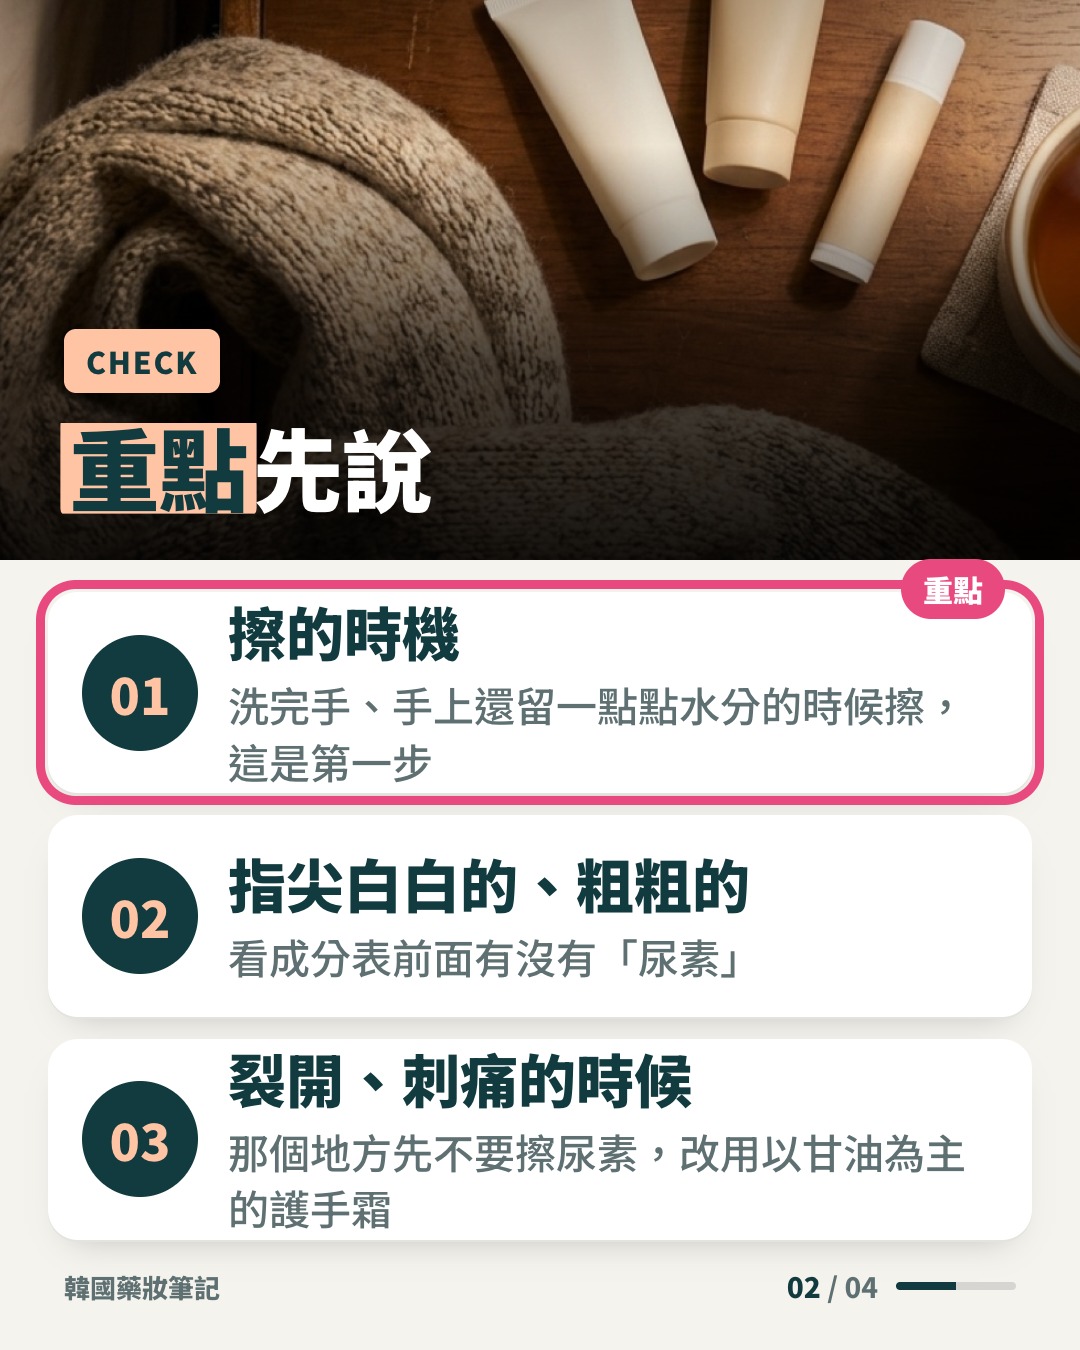 CHECK
重點先說
重點
01
擦的時機
洗完手、手上還留一點點水分的時候擦，
這是第一步
02
指尖白白的、粗粗的
看成分表前面有沒有「尿素」
03
裂開、刺痛的時候
那個地方先不要擦尿素，改用以甘油為主
的護手霜
韓國藥妝筆記
02 / 04